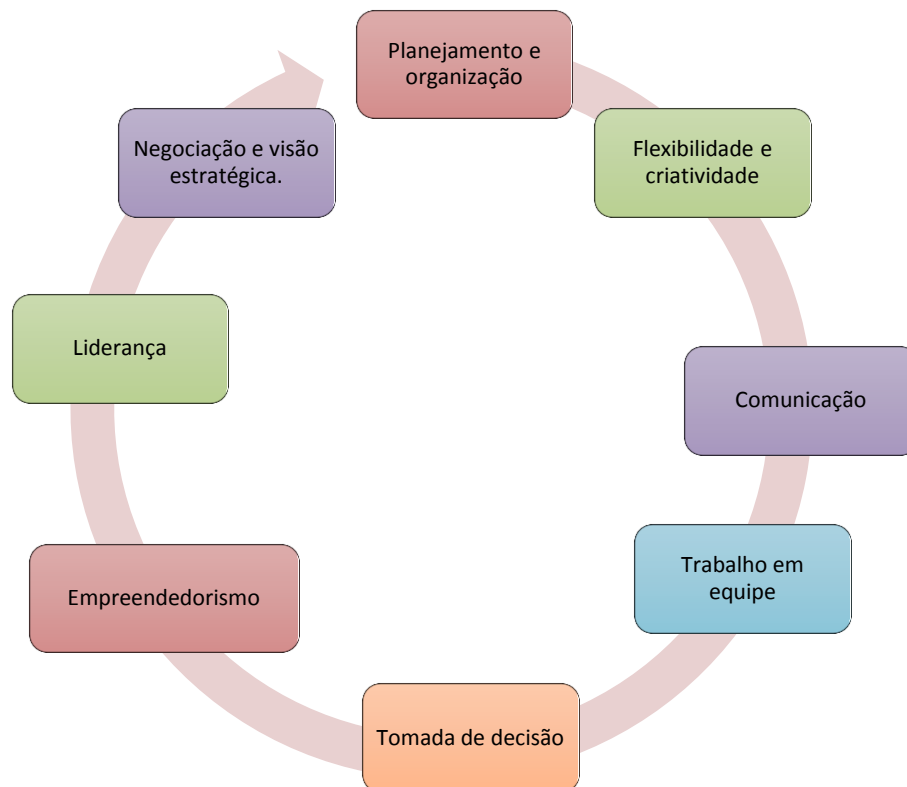 Planejamento e
organização
Flexibilidade e
criatividade
Comunicação
Trabalho em
equipe
Tomada de decisão
Empreendedorismo
Liderança
Negociação e visão
estratégica.